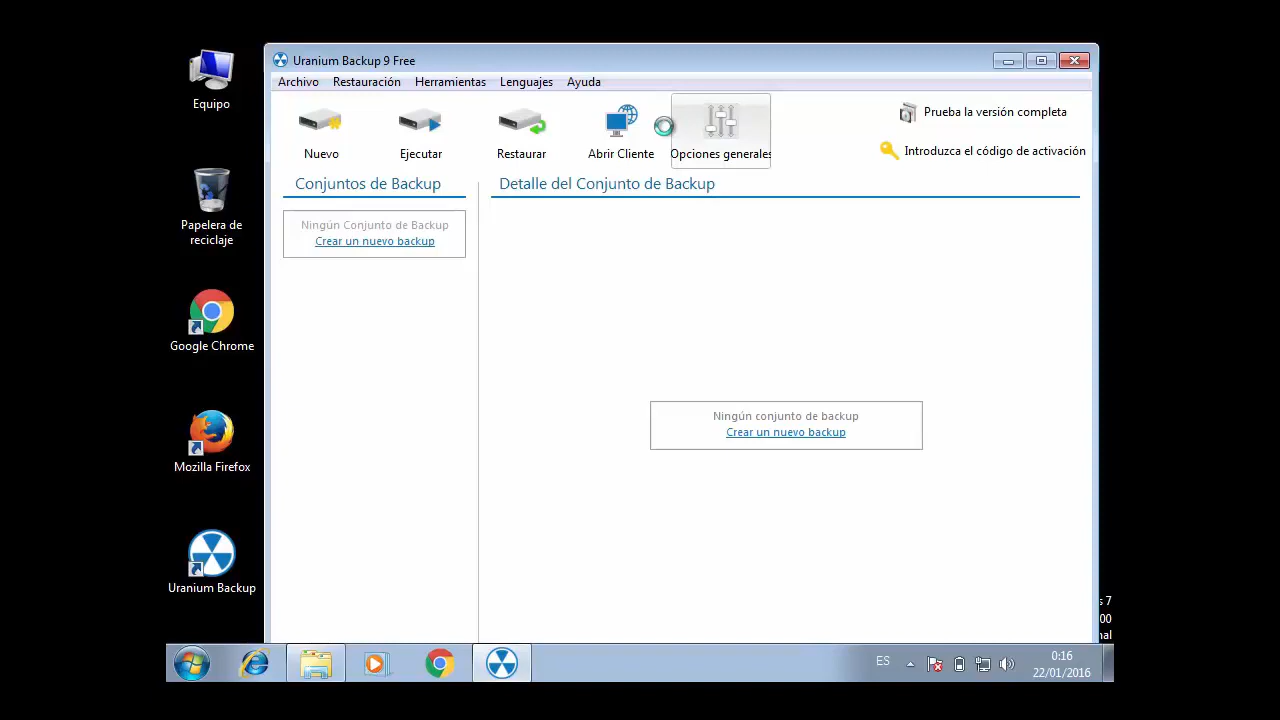 Equipo
Papelera de
reciclaje
Google Chrome
Mozilla Firefox
Uranium Backup
Uranium Backup 9 Free
Archivo Restauración Herramientas Lenguajes Ayuda
Nuevo Ejecutar Restaurar Abrir Cliente Opciones generales
Prueba la versión completa
Introduzca el código de activación
Conjuntos de Backup
Ningún Conjunto de Backup
Crear un nuevo backup
Detalle del Conjunto de Backup
Ningún conjunto de backup
Crear un nuevo backup
s 7
00
nal
ES
0:16
22/01/2016